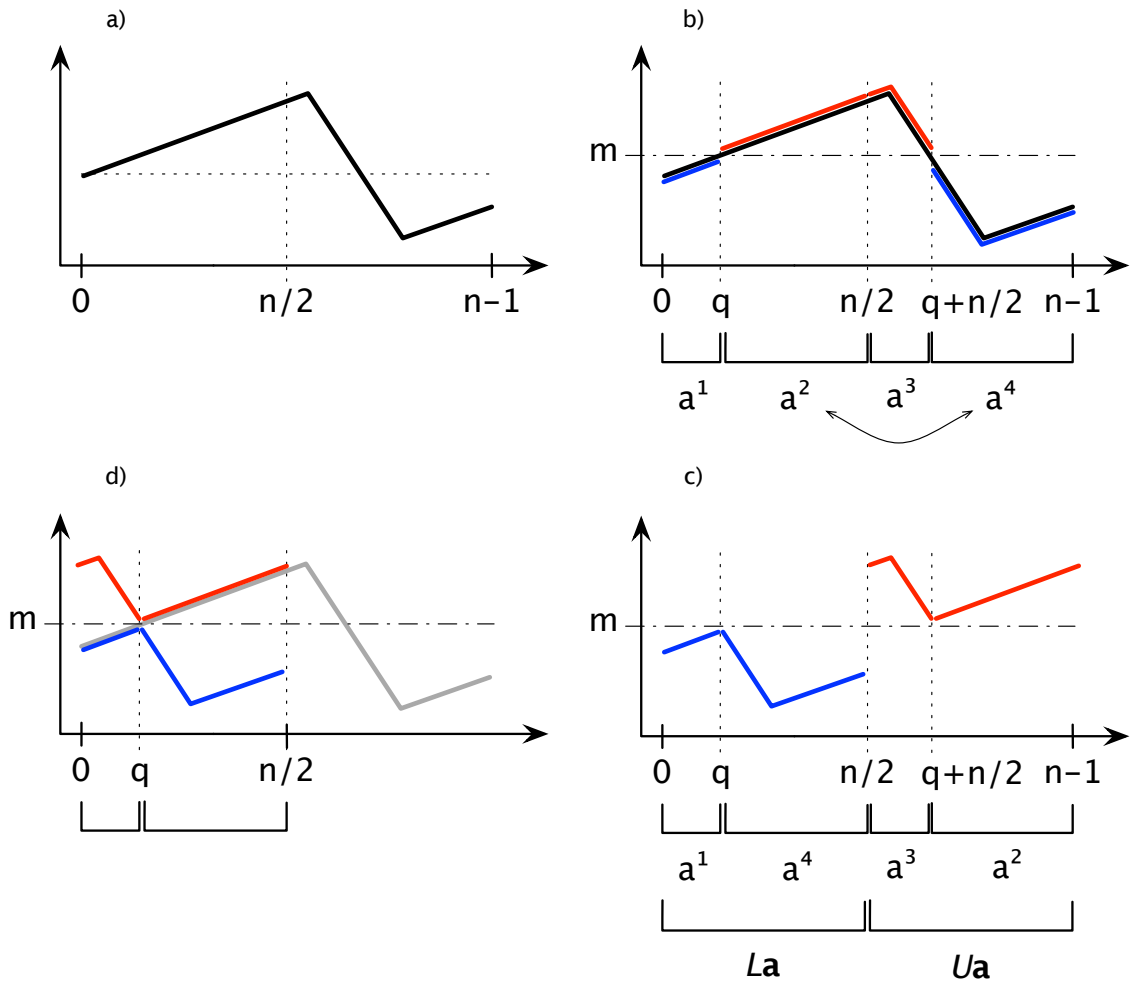 a)
0 n/2 n-1
b)
m
0 q n/2 q+n/2 n-1
a¹ a² a³ a⁴
d)
m
0 q n/2
c)
m
0 q n/2 q+n/2 n-1
a¹ a⁴ a³ a²
La Ua